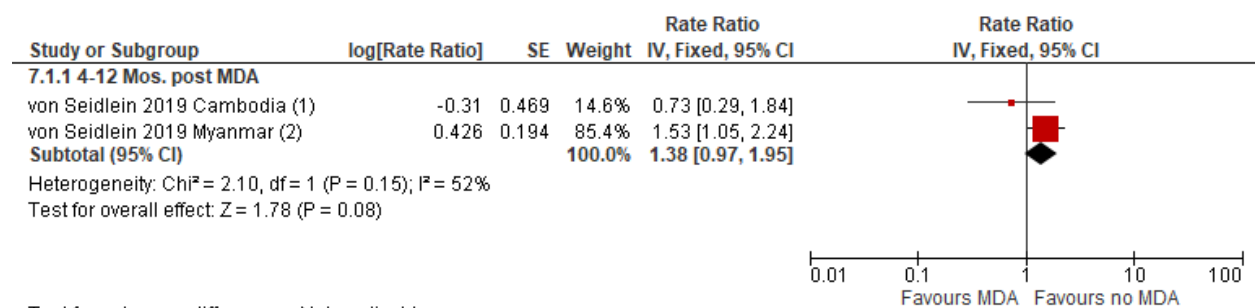 Rate Ratio Rate Ratio
Study or Subgroup log[Rate Ratio] SE Weight IV, Fixed, 95% CI IV, Fixed, 95% CI
7.1.1 4-12 Mos. post MDA
von Seidlein 2019 Cambodia (1) -0.31 0.469 14.6% 0.73 [0.29, 1.84]
von Seidlein 2019 Myanmar (2) 0.426 0.194 85.4% 1.53 [1.05, 2.24]
Subtotal (95% CI) 100.0% 1.38 [0.97, 1.95]
Heterogeneity: Chi² = 2.10, df = 1 (P = 0.15); I² = 52%
Test for overall effect: Z = 1.78 (P = 0.08)
0.01 0.1 1 10 100
Favours MDA Favours no MDA